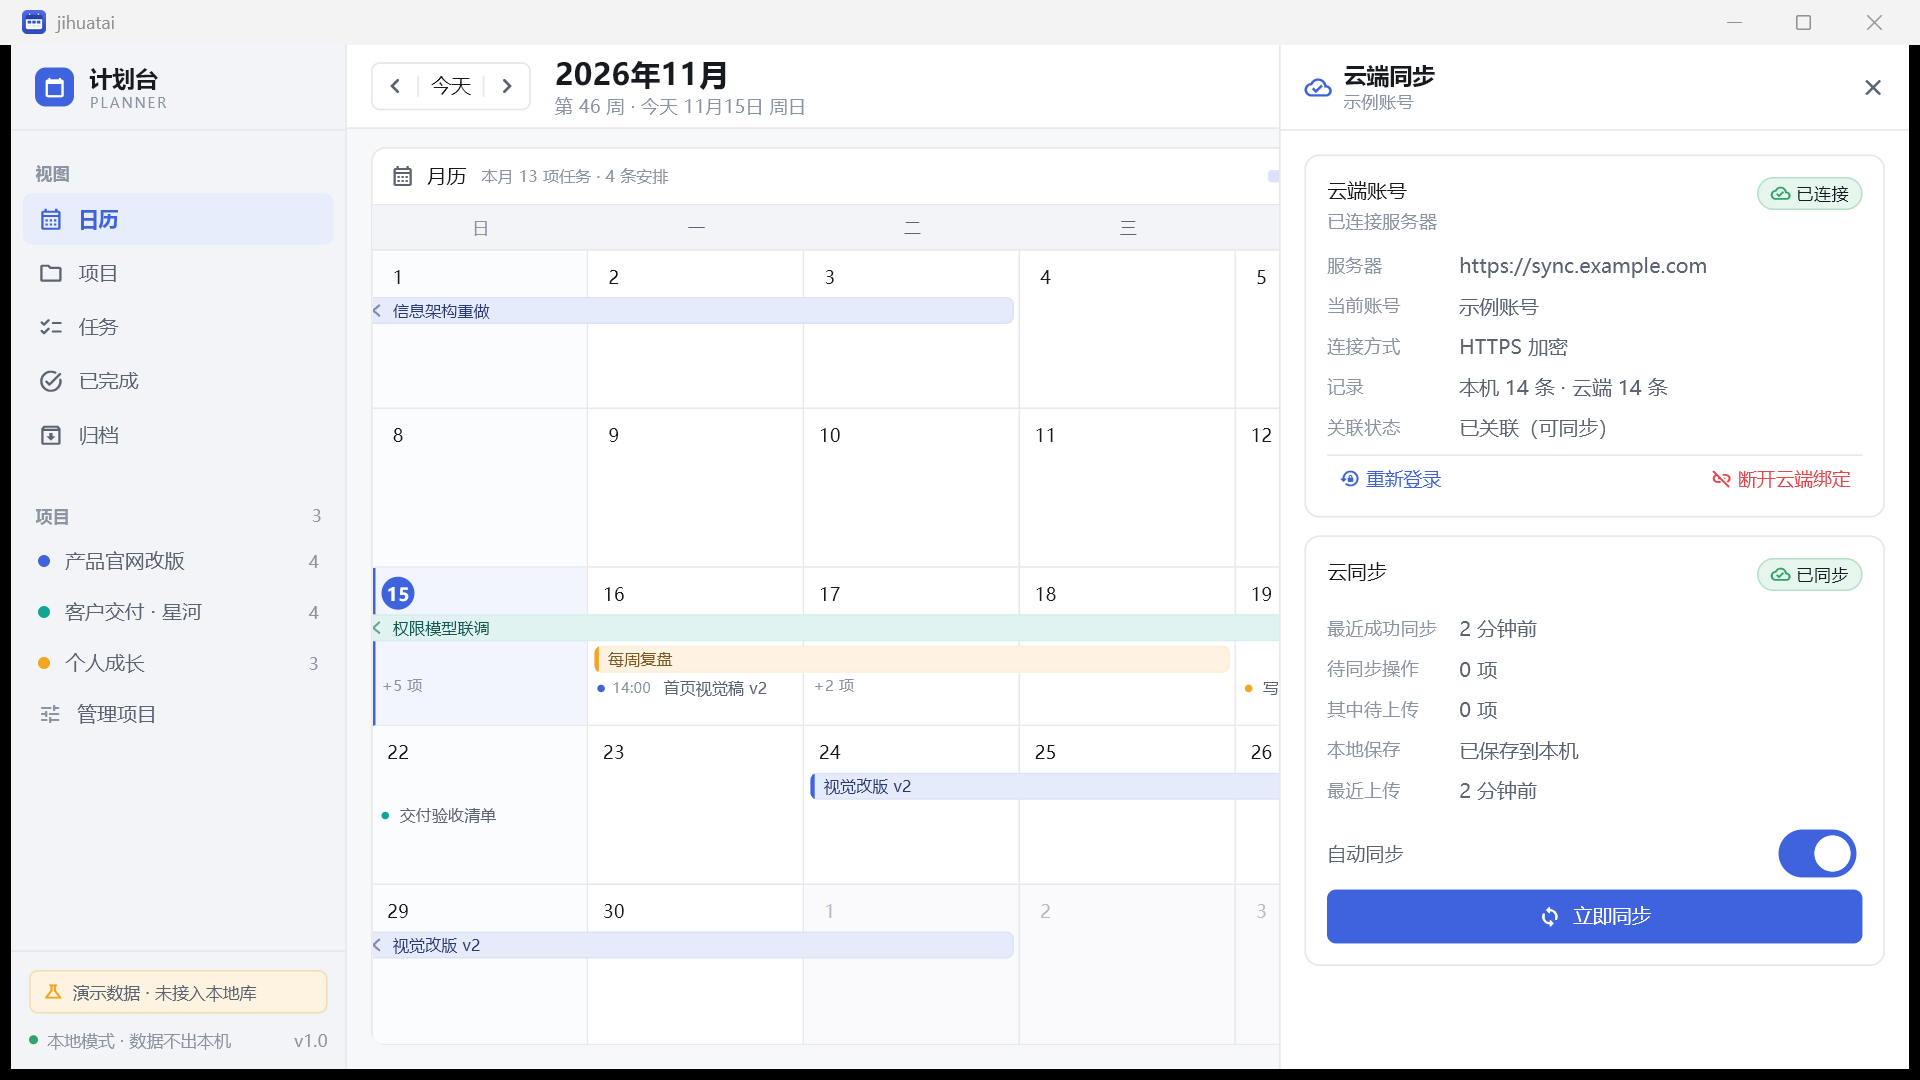 jihuatai
计划台
PLANNER
视图
日历
项目
任务
已完成
归档
项目 3
产品官网改版 4
客户交付 · 星河 4
个人成长 3
管理项目
演示数据 · 未接入本地库
本地模式 · 数据不出本机 v1.0
今天
2026年11月
第 46 周 · 今天 11月15日 周日
月历 本月 13 项任务 · 4 条安排
日 一 二 三
1 2 3 4 5
信息架构重做
8 9 10 11 12
15 16 17 18 19
权限模型联调
每周复盘
+5 项 14:00 首页视觉稿 v2 +2 项 写
22 23 24 25 26
视觉改版 v2
交付验收清单
29 30 1 2 3
视觉改版 v2
云端同步
示例账号
云端账号 已连接
已连接服务器
服务器 https://sync.example.com
当前账号 示例账号
连接方式 HTTPS 加密
记录 本机 14 条 · 云端 14 条
关联状态 已关联（可同步）
重新登录 断开云端绑定
云同步 已同步
最近成功同步 2 分钟前
待同步操作 0 项
其中待上传 0 项
本地保存 已保存到本机
最近上传 2 分钟前
自动同步
立即同步